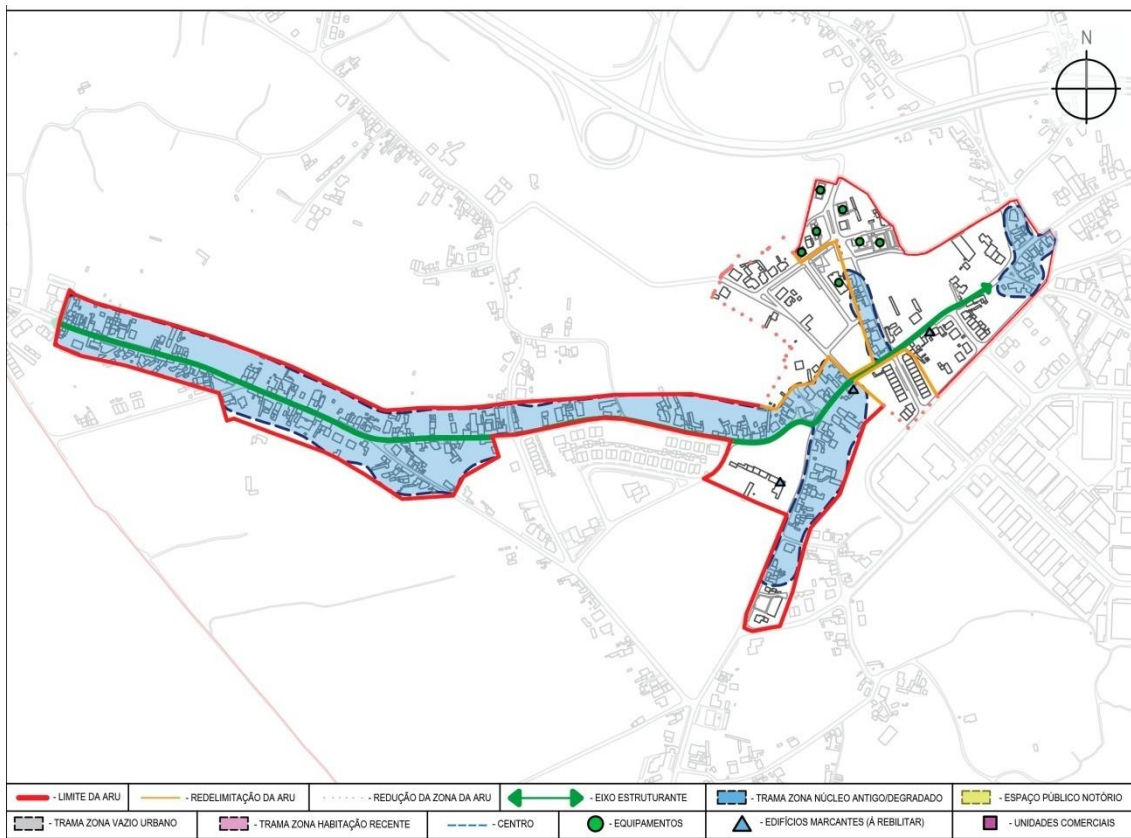 N
- LIMITE DA ARU - REDELIMITAÇÃO DA ARU - REDUÇÃO DA ZONA DA ARU - EIXO ESTRUTURANTE - TRAMA ZONA NÚCLEO ANTIGO/DEGRADADO - ESPAÇO PÚBLICO NOTÓRIO
- TRAMA ZONA VAZIO URBANO - TRAMA ZONA HABITAÇÃO RECENTE - CENTRO - EQUIPAMENTOS - EDIFÍCIOS MARCANTES (Á REBILITAR) - UNIDADES COMERCIAIS